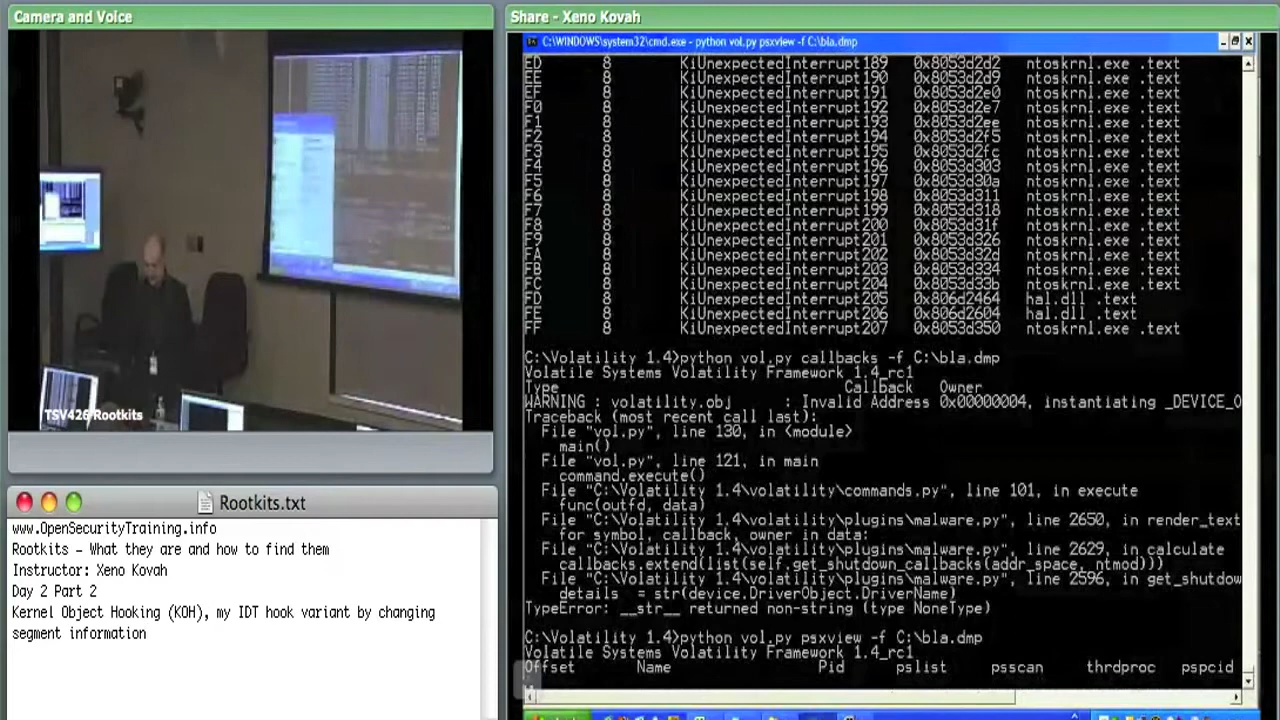 Camera and Voice
TSV426 Rootkits
Rootkits.txt
www.OpenSecurityTraining.info
Rootkits - What they are and how to find them
Instructor: Xeno Kovah
Day 2 Part 2
Kernel Object Hooking (KOH), my IDT hook variant by changing
segment information
Share - Xeno Kovah
C:\WINDOWS\system32\cmd.exe - python vol.py psxview -f C:\bla.dmp
ED 8 KiUnexpectedInterrupt189 0x8053d2d2 ntoskrnl.exe .text
EE 8 KiUnexpectedInterrupt190 0x8053d2d9 ntoskrnl.exe .text
EF 8 KiUnexpectedInterrupt191 0x8053d2e0 ntoskrnl.exe .text
F0 8 KiUnexpectedInterrupt192 0x8053d2e7 ntoskrnl.exe .text
F1 8 KiUnexpectedInterrupt193 0x8053d2ee ntoskrnl.exe .text
F2 8 KiUnexpectedInterrupt194 0x8053d2f5 ntoskrnl.exe .text
F3 8 KiUnexpectedInterrupt195 0x8053d2fc ntoskrnl.exe .text
F4 8 KiUnexpectedInterrupt196 0x8053d303 ntoskrnl.exe .text
F5 8 KiUnexpectedInterrupt197 0x8053d30a ntoskrnl.exe .text
F6 8 KiUnexpectedInterrupt198 0x8053d311 ntoskrnl.exe .text
F7 8 KiUnexpectedInterrupt199 0x8053d318 ntoskrnl.exe .text
F8 8 KiUnexpectedInterrupt200 0x8053d31f ntoskrnl.exe .text
F9 8 KiUnexpectedInterrupt201 0x8053d326 ntoskrnl.exe .text
FA 8 KiUnexpectedInterrupt202 0x8053d32d ntoskrnl.exe .text
FB 8 KiUnexpectedInterrupt203 0x8053d334 ntoskrnl.exe .text
FC 8 KiUnexpectedInterrupt204 0x8053d33b ntoskrnl.exe .text
FD 8 KiUnexpectedInterrupt205 0x806d2464 hal.dll .text
FE 8 KiUnexpectedInterrupt206 0x806d2604 hal.dll .text
FF 8 KiUnexpectedInterrupt207 0x8053d350 ntoskrnl.exe .text
C:\Volatility 1.4>python vol.py callbacks -f C:\bla.dmp
Volatile Systems Volatility Framework 1.4_rc1
Type Callback Owner
WARNING : volatility.obj : Invalid Address 0x00000004, instantiating _DEVICE_O
Traceback (most recent call last):
File "vol.py", line 130, in <module>
main()
File "vol.py", line 121, in main
command.execute()
File "C:\Volatility 1.4\volatility\commands.py", line 101, in execute
func(outfd, data)
File "C:\Volatility 1.4\volatility\plugins\malware.py", line 2650, in render_text
for symbol, callback, owner in data:
File "C:\Volatility 1.4\volatility\plugins\malware.py", line 2629, in calculate
callbacks.extend(list(self.get_shutdown_callbacks(addr_space, ntmod)))
File "C:\Volatility 1.4\volatility\plugins\malware.py", line 2596, in get_shutdow
details = str(device.DriverObject.DriverName)
TypeError: __str__ returned non-string (type NoneType)
C:\Volatility 1.4>python vol.py psxview -f C:\bla.dmp
Volatile Systems Volatility Framework 1.4_rc1
Offset Name Pid pslist psscan thrdproc pspcid